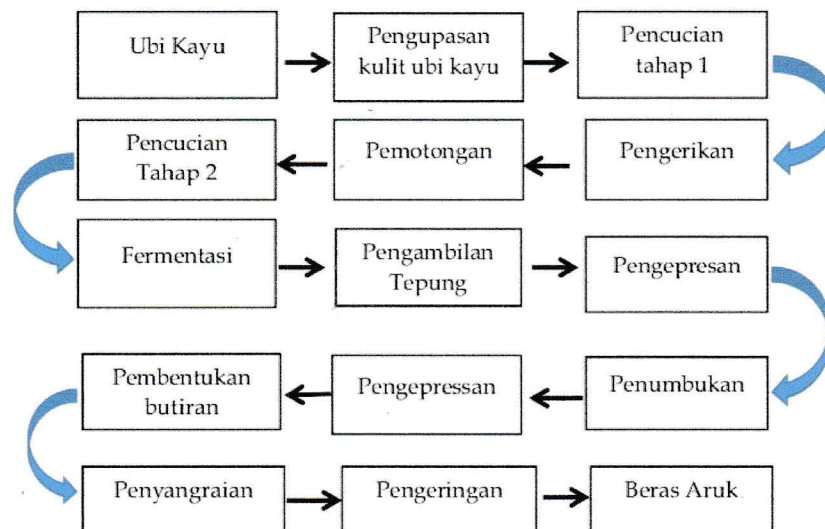 Ubi Kayu
Pengupasan
kulit ubi kayu
Pencucian
tahap 1
Pengerikan
Pemotongan
Pencucian
Tahap 2
Fermentasi
Pengambilan
Tepung
Pengepresan
Penumbukan
Pengepressan
Pembentukan
butiran
Penyangraian
Pengeringan
Beras Aruk